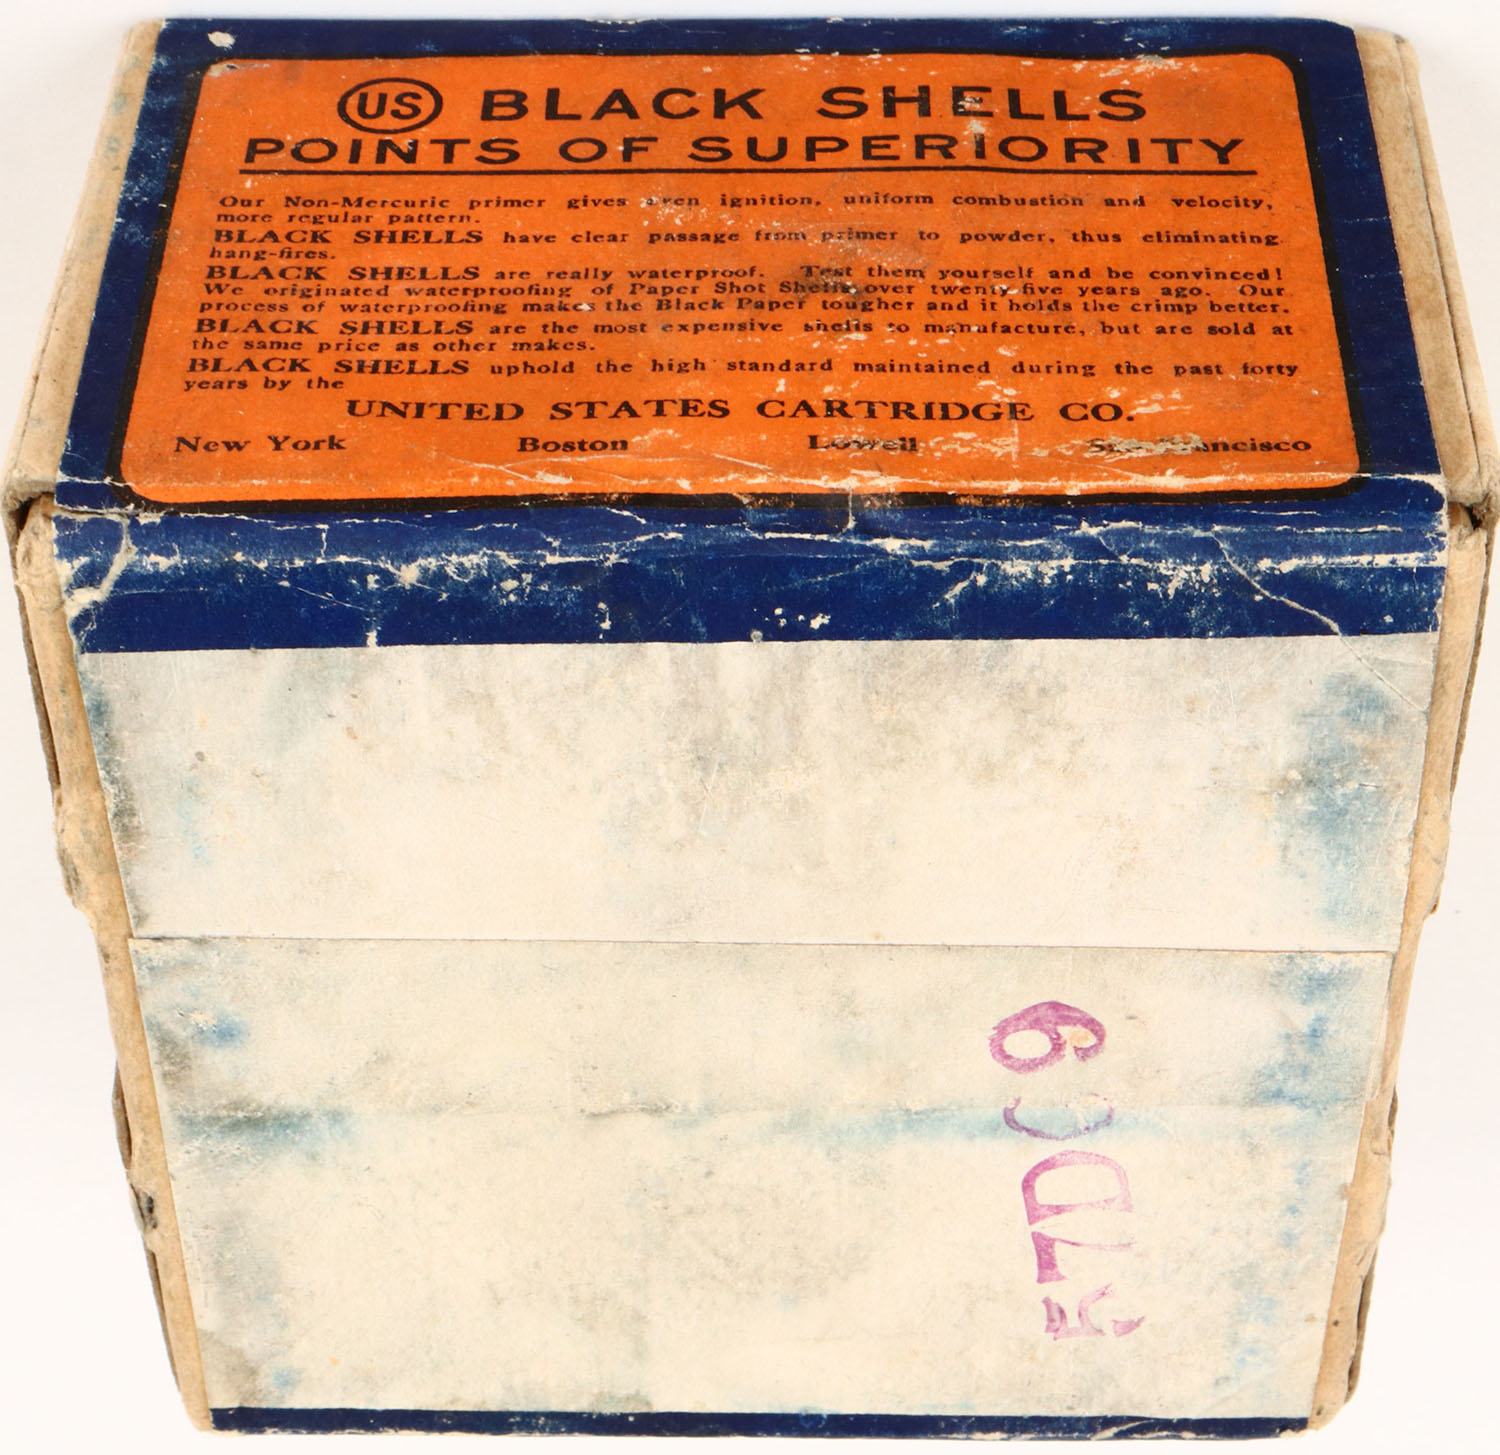 US BLACK SHELLS
POINTS OF SUPERIORITY
Our Non-Mercuric primer gives even ignition, uniform combustion and velocity,
more regular pattern.
BLACK SHELLS have clear passage from primer to powder, thus eliminating
hang-fires.
BLACK SHELLS are really waterproof. Test them yourself and be convinced!
We originated waterproofing of Paper Shot Shells over twenty-five years ago. Our
process of waterproofing makes the Black Paper tougher and it holds the crimp better.
BLACK SHELLS are the most expensive shells to manufacture, but are sold at
the same price as other makes.
BLACK SHELLS uphold the high standard maintained during the past forty
years by the
UNITED STATES CARTRIDGE CO.
New York Boston Lowell San Francisco